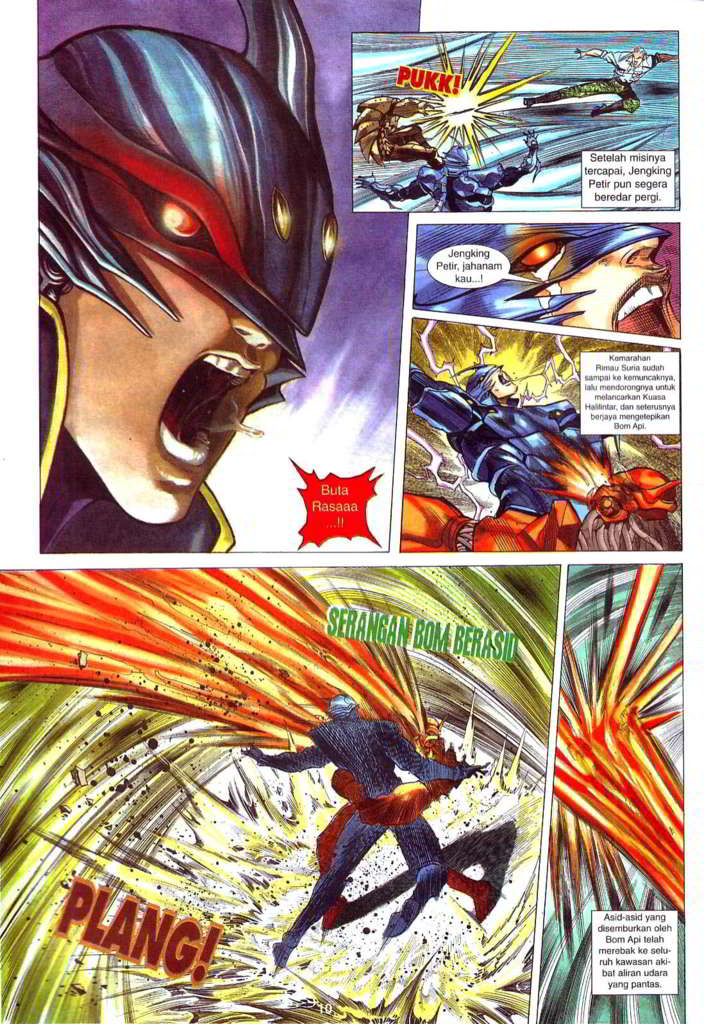 PUKK!
Setelah misinya
tercapai, Jengking
Petir pun segera
beredar pergi.
Jengking
Petir, jahanam
kau...!
Kemarahan
Rimau Suria sudah
sampai ke kemuncaknya,
lalu mendorongnya untuk
melancarkan Kuasa
Halilintar, dan seterusnya
berjaya mengetepikan
Bom Api.
Buta
Rasaaa
...!!
SERANGAN BOM BERASID
PLANG!
Asid-asid yang
disemburkan oleh
Bom Api telah
merebak ke selu-
ruh kawasan aki-
bat aliran udara
yang pantas.
10